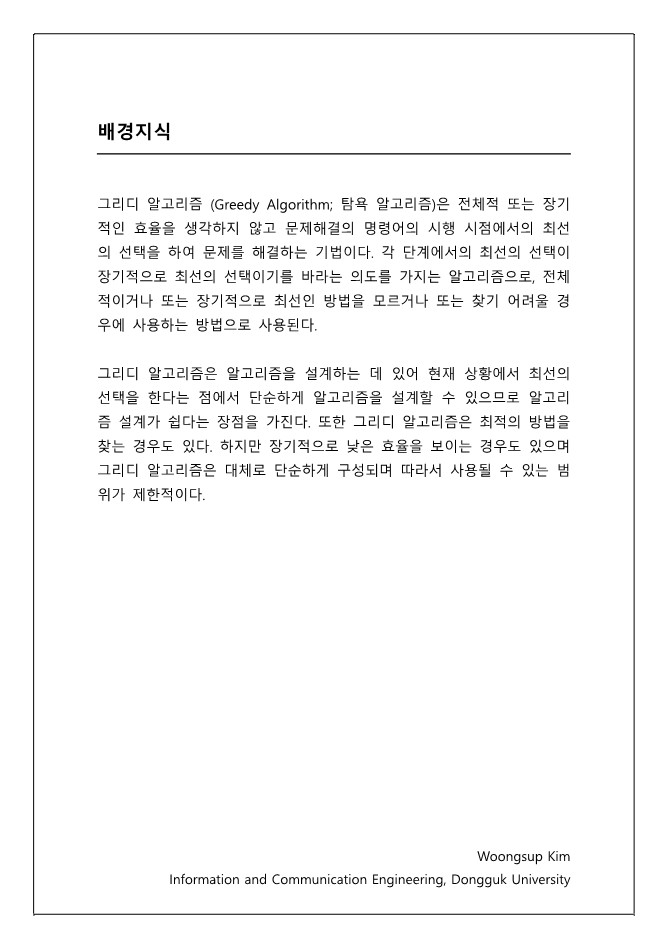 배경지식
그리디 알고리즘 (Greedy Algorithm; 탐욕 알고리즘)은 전체적 또는 장기
적인 효율을 생각하지 않고 문제해결의 명령어의 시행 시점에서의 최선
의 선택을 하여 문제를 해결하는 기법이다. 각 단계에서의 최선의 선택이
장기적으로 최선의 선택이기를 바라는 의도를 가지는 알고리즘으로, 전체
적이거나 또는 장기적으로 최선인 방법을 모르거나 또는 찾기 어려울 경
우에 사용하는 방법으로 사용된다.
그리디 알고리즘은 알고리즘을 설계하는 데 있어 현재 상황에서 최선의
선택을 한다는 점에서 단순하게 알고리즘을 설계할 수 있으므로 알고리
즘 설계가 쉽다는 장점을 가진다. 또한 그리디 알고리즘은 최적의 방법을
찾는 경우도 있다. 하지만 장기적으로 낮은 효율을 보이는 경우도 있으며
그리디 알고리즘은 대체로 단순하게 구성되며 따라서 사용될 수 있는 범
위가 제한적이다.
Woongsup Kim
Information and Communication Engineering, Dongguk University